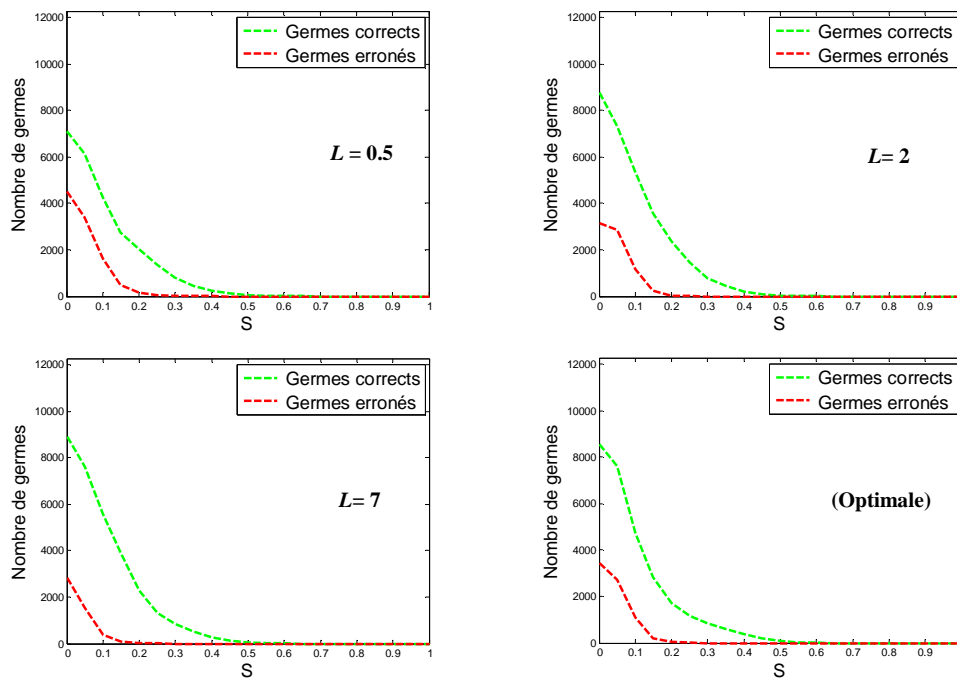 12000
10000
8000
6000
4000
2000
0
Nombre de germes
Germes corrects
Germes erronés
L = 0.5
0 0.1 0.2 0.3 0.4 0.5 0.6 0.7 0.8 0.9 1
S
12000
10000
8000
6000
4000
2000
0
Nombre de germes
Germes corrects
Germes erronés
L= 2
0 0.1 0.2 0.3 0.4 0.5 0.6 0.7 0.8 0.9
S
12000
10000
8000
6000
4000
2000
0
Nombre de germes
Germes corrects
Germes erronés
L= 7
0 0.1 0.2 0.3 0.4 0.5 0.6 0.7 0.8 0.9 1
S
12000
10000
8000
6000
4000
2000
0
Nombre de germes
Germes corrects
Germes erronés
(Optimale)
0 0.1 0.2 0.3 0.4 0.5 0.6 0.7 0.8 0.9
S